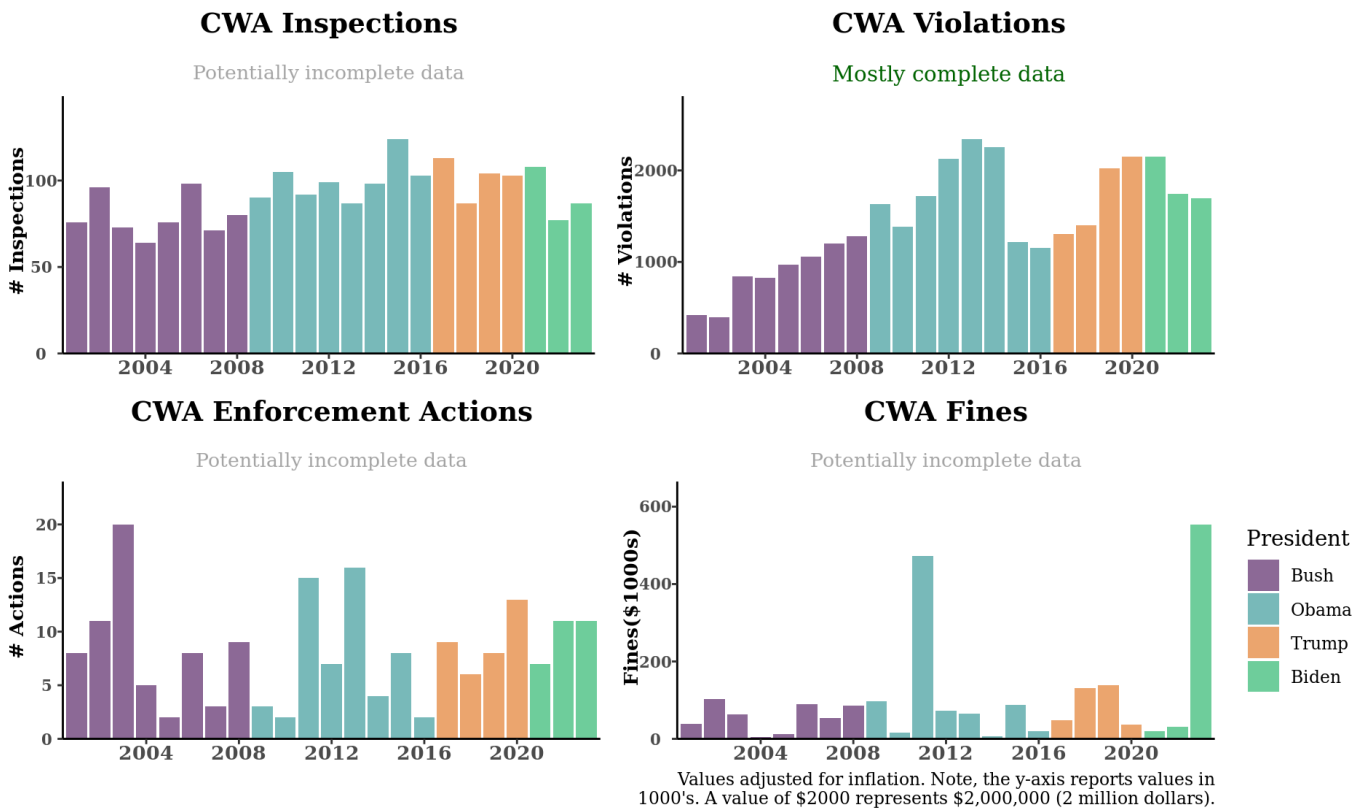 CWA Inspections
Potentially incomplete data
# Inspections
100
50
0
2004 2008 2012 2016 2020
CWA Violations
Mostly complete data
# Violations
2000
1000
0
2004 2008 2012 2016 2020
CWA Enforcement Actions
Potentially incomplete data
# Actions
20
15
10
5
0
2004 2008 2012 2016 2020
CWA Fines
Potentially incomplete data
Fines($1000s)
600
400
200
0
2004 2008 2012 2016 2020
President
Bush
Obama
Trump
Biden
Values adjusted for inflation. Note, the y-axis reports values in
1000's. A value of $2000 represents $2,000,000 (2 million dollars).